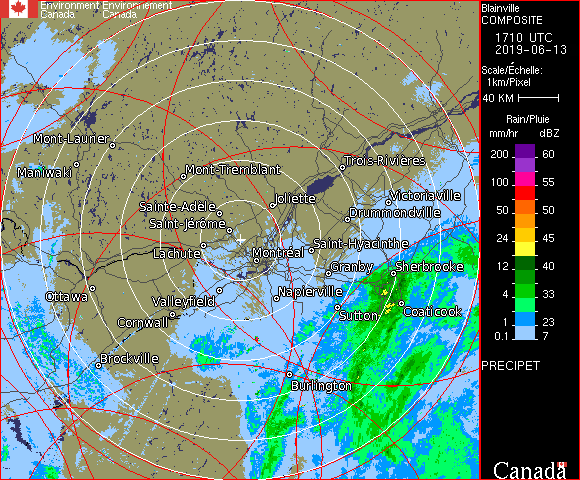 Environment Environnement
Canada Canada
Blainville
COMPOSITE
1710 UTC
2019-06-13
Scale/Échelle:
1km/Pixel
40 KM
Rain/Pluie
mm/hr dBZ
200 60
100 55
50 50
24 45
12 40
4 33
1 23
0.1 7
PRECIPET
Canada
Mont-Laurier
Maniwaki
Mont-Tremblant
Trois-Rivières
Sainte-Adèle
Joliette
Victoriaville
Saint-Jérôme
Drummondville
Lachute
Montréal
Saint-Hyacinthe
Granby
Sherbrooke
Ottawa
Valleyfield
Napierville
Cornwall
Sutton
Coaticook
Brockville
Burlington